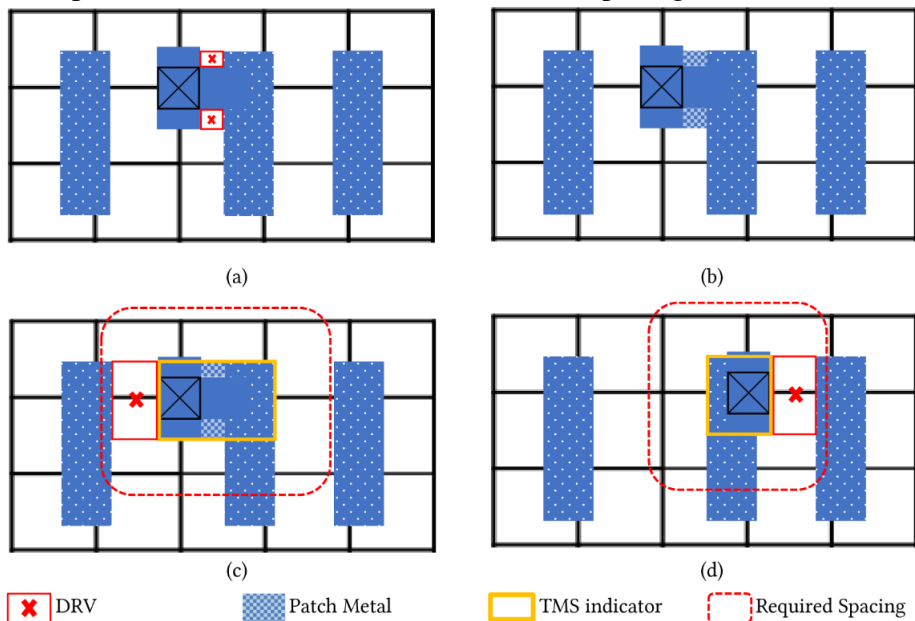 (a) (b)
(c) (d)
DRV Patch Metal TMS indicator Required Spacing